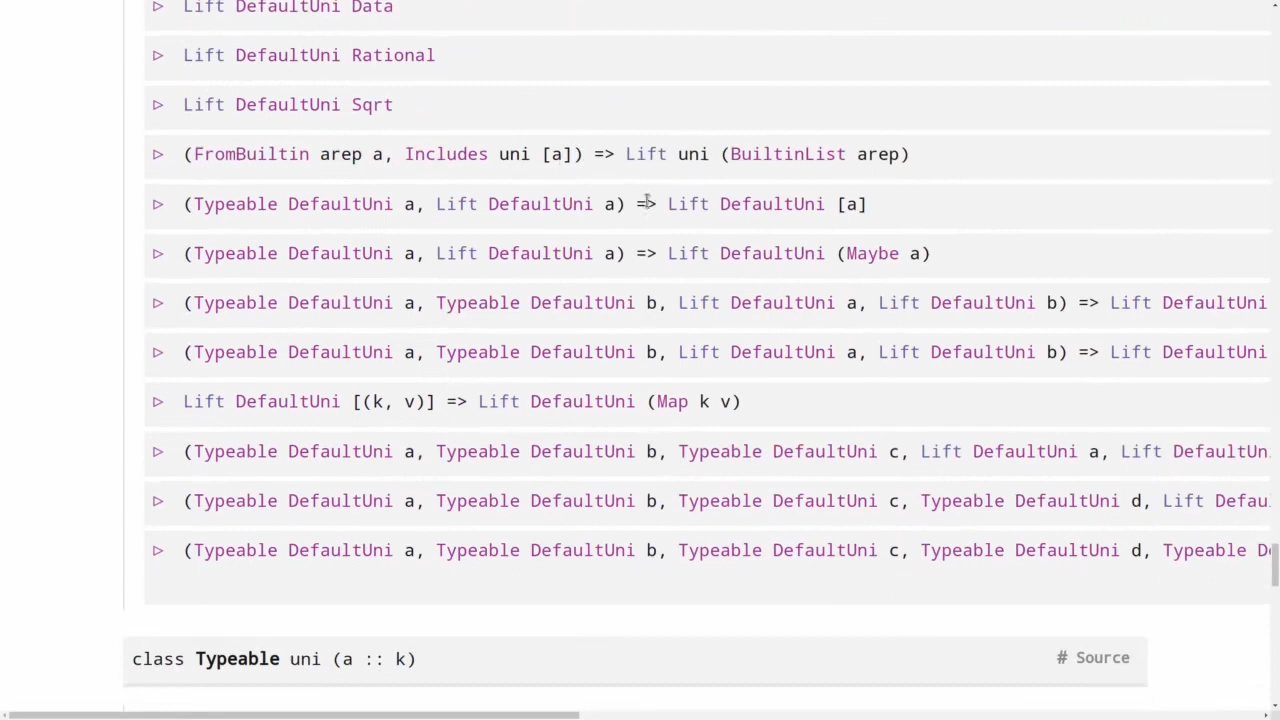 ▷ Lift DefaultUni Data
▷ Lift DefaultUni Rational
▷ Lift DefaultUni Sqrt
▷ (FromBuiltin arep a, Includes uni [a]) => Lift uni (BuiltinList arep)
▷ (Typeable DefaultUni a, Lift DefaultUni a) => Lift DefaultUni [a]
▷ (Typeable DefaultUni a, Lift DefaultUni a) => Lift DefaultUni (Maybe a)
▷ (Typeable DefaultUni a, Typeable DefaultUni b, Lift DefaultUni a, Lift DefaultUni b) => Lift DefaultUni
▷ (Typeable DefaultUni a, Typeable DefaultUni b, Lift DefaultUni a, Lift DefaultUni b) => Lift DefaultUni
▷ Lift DefaultUni [(k, v)] => Lift DefaultUni (Map k v)
▷ (Typeable DefaultUni a, Typeable DefaultUni b, Typeable DefaultUni c, Lift DefaultUni a, Lift DefaultUn
▷ (Typeable DefaultUni a, Typeable DefaultUni b, Typeable DefaultUni c, Typeable DefaultUni d, Lift Defau
▷ (Typeable DefaultUni a, Typeable DefaultUni b, Typeable DefaultUni c, Typeable DefaultUni d, Typeable D
class Typeable uni (a :: k) # Source